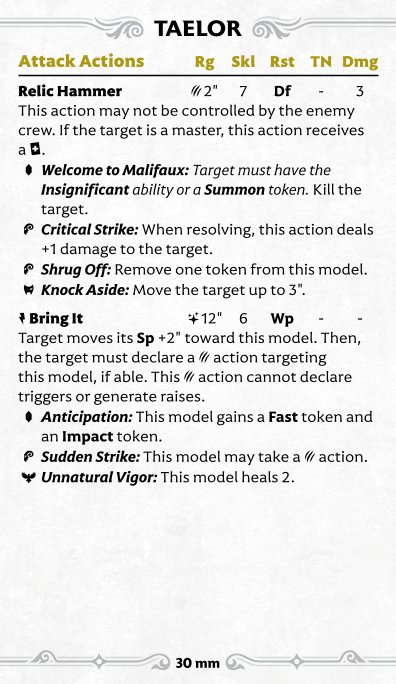 TAELOR
Attack Actions Rg Skl Rst TN Dmg
Relic Hammer 2" 7 Df - 3
This action may not be controlled by the enemy
crew. If the target is a master, this action receives
a .
Welcome to Malifaux: Target must have the
Insignificant ability or a Summon token. Kill the
target.
Critical Strike: When resolving, this action deals
+1 damage to the target.
Shrug Off: Remove one token from this model.
Knock Aside: Move the target up to 3".
Bring It 12" 6 Wp - -
Target moves its Sp +2" toward this model. Then,
the target must declare a action targeting
this model, if able. This action cannot declare
triggers or generate raises.
Anticipation: This model gains a Fast token and
an Impact token.
Sudden Strike: This model may take a action.
Unnatural Vigor: This model heals 2.
30 mm